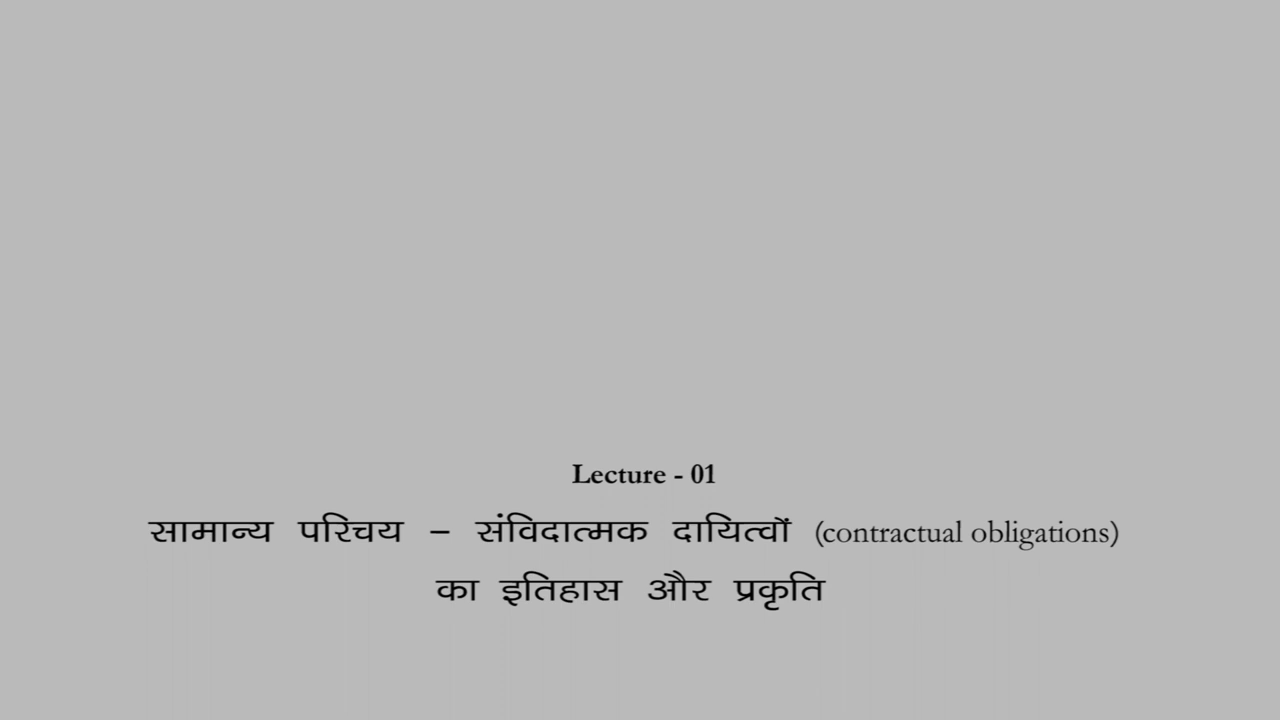 Lecture - 01
सामान्य परिचय – संविदात्मक दायित्वों (contractual obligations)
का इतिहास और प्रकृति